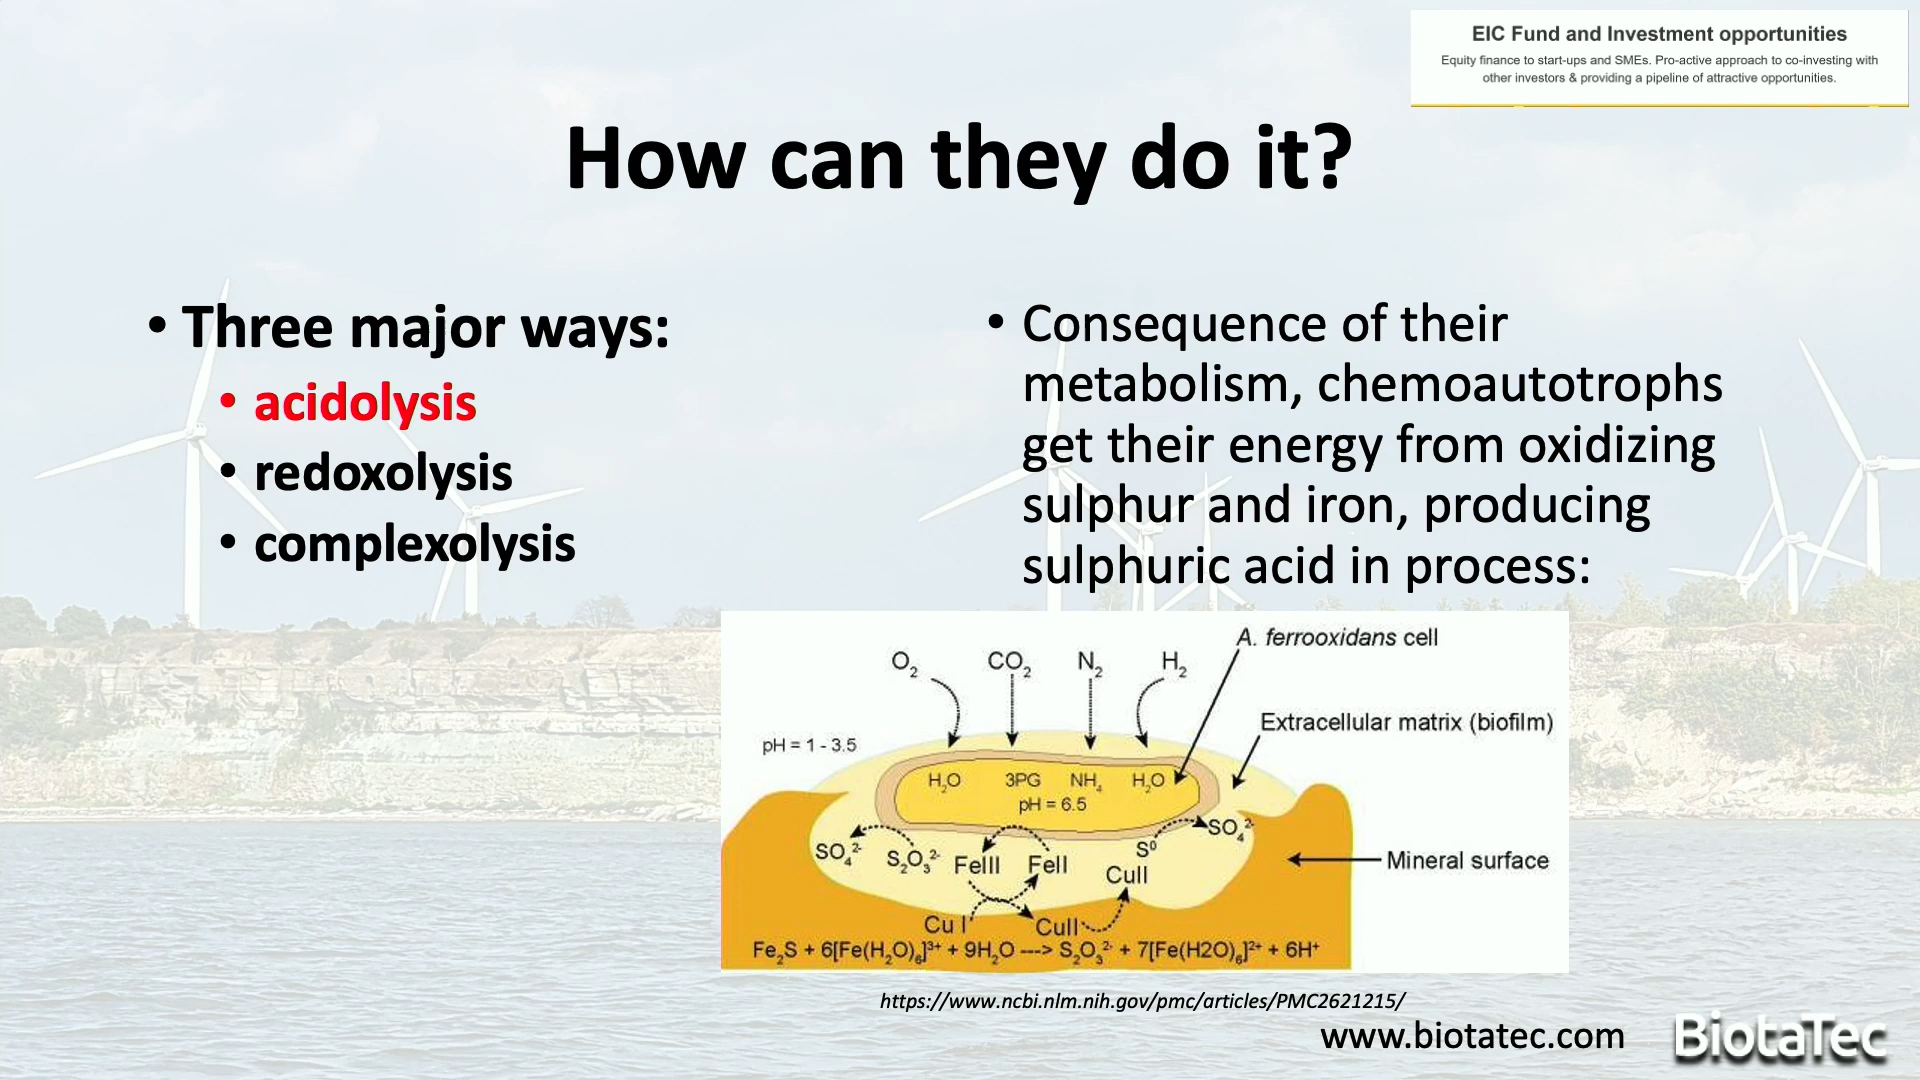 EIC Fund and Investment opportunities
Equity finance to start-ups and SMEs. Pro-active approach to co-investing with
other investors & providing a pipeline of attractive opportunities.
How can they do it?
• Three major ways:
• acidolysis
• redoxolysis
• complexolysis
• Consequence of their
metabolism, chemoautotrophs
get their energy from oxidizing
sulphur and iron, producing
sulphuric acid in process:
A. ferrooxidans cell
O₂ CO₂ N₂ H₂
Extracellular matrix (biofilm)
pH = 1 - 3.5
H₂O 3PG NH₄ H₂O
pH = 6.5
SO₄²⁻ S₂O₃²⁻ FeIII FeII S⁰ SO₄²⁻
CuII
Mineral surface
Cu I CuII
Fe₂S + 6[Fe(H₂O)₆]³⁺ + 9H₂O ---> S₂O₃²⁻ + 7[Fe(H2O)₆]²⁺ + 6H⁺
https://www.ncbi.nlm.nih.gov/pmc/articles/PMC2621215/
www.biotatec.com
BiotaTec